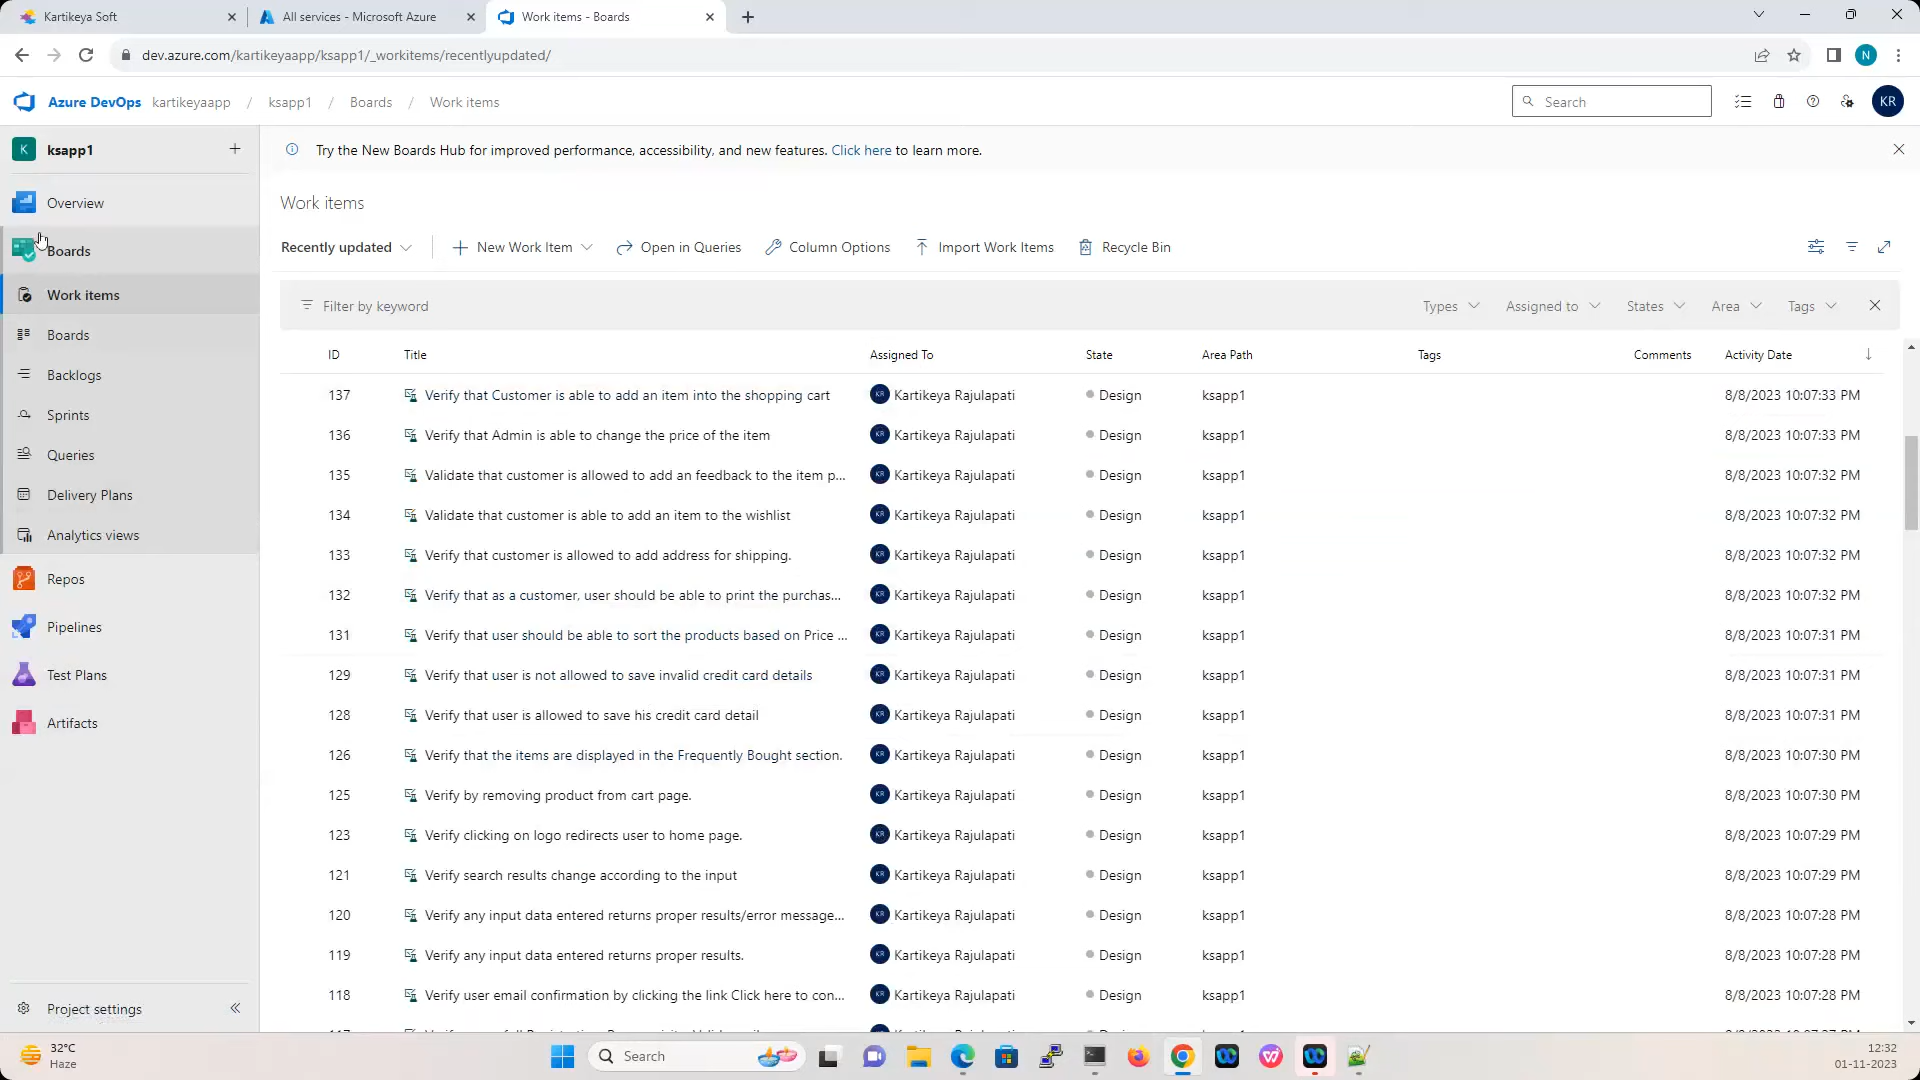 Kartikeya Soft
All services - Microsoft Azure
Work items - Boards
dev.azure.com/kartikeyaapp/ksapp1/_workitems/recentlyupdated/
N
Azure DevOps kartikeyaapp / ksapp1 / Boards / Work items
Search
KR
K ksapp1
Overview
Boards
Work items
Boards
Backlogs
Sprints
Queries
Delivery Plans
Analytics views
Repos
Pipelines
Test Plans
Artifacts
Project settings
Try the New Boards Hub for improved performance, accessibility, and new features. Click here to learn more.
Work items
Recently updated New Work Item Open in Queries Column Options Import Work Items Recycle Bin
Filter by keyword Types Assigned to States Area Tags
ID Title Assigned To State Area Path Tags Comments Activity Date
137 Verify that Customer is able to add an item into the shopping cart KR Kartikeya Rajulapati Design ksapp1 8/8/2023 10:07:33 PM
136 Verify that Admin is able to change the price of the item KR Kartikeya Rajulapati Design ksapp1 8/8/2023 10:07:33 PM
135 Validate that customer is allowed to add an feedback to the item p... KR Kartikeya Rajulapati Design ksapp1 8/8/2023 10:07:32 PM
134 Validate that customer is able to add an item to the wishlist KR Kartikeya Rajulapati Design ksapp1 8/8/2023 10:07:32 PM
133 Verify that customer is allowed to add address for shipping. KR Kartikeya Rajulapati Design ksapp1 8/8/2023 10:07:32 PM
132 Verify that as a customer, user should be able to print the purchas... KR Kartikeya Rajulapati Design ksapp1 8/8/2023 10:07:32 PM
131 Verify that user should be able to sort the products based on Price ... KR Kartikeya Rajulapati Design ksapp1 8/8/2023 10:07:31 PM
129 Verify that user is not allowed to save invalid credit card details KR Kartikeya Rajulapati Design ksapp1 8/8/2023 10:07:31 PM
128 Verify that user is allowed to save his credit card detail KR Kartikeya Rajulapati Design ksapp1 8/8/2023 10:07:31 PM
126 Verify that the items are displayed in the Frequently Bought section. KR Kartikeya Rajulapati Design ksapp1 8/8/2023 10:07:30 PM
125 Verify by removing product from cart page. KR Kartikeya Rajulapati Design ksapp1 8/8/2023 10:07:30 PM
123 Verify clicking on logo redirects user to home page. KR Kartikeya Rajulapati Design ksapp1 8/8/2023 10:07:29 PM
121 Verify search results change according to the input KR Kartikeya Rajulapati Design ksapp1 8/8/2023 10:07:29 PM
120 Verify any input data entered returns proper results/error message... KR Kartikeya Rajulapati Design ksapp1 8/8/2023 10:07:28 PM
119 Verify any input data entered returns proper results. KR Kartikeya Rajulapati Design ksapp1 8/8/2023 10:07:28 PM
118 Verify user email confirmation by clicking the link Click here to con... KR Kartikeya Rajulapati Design ksapp1 8/8/2023 10:07:28 PM
32°C
Haze
Search
12:32
01-11-2023